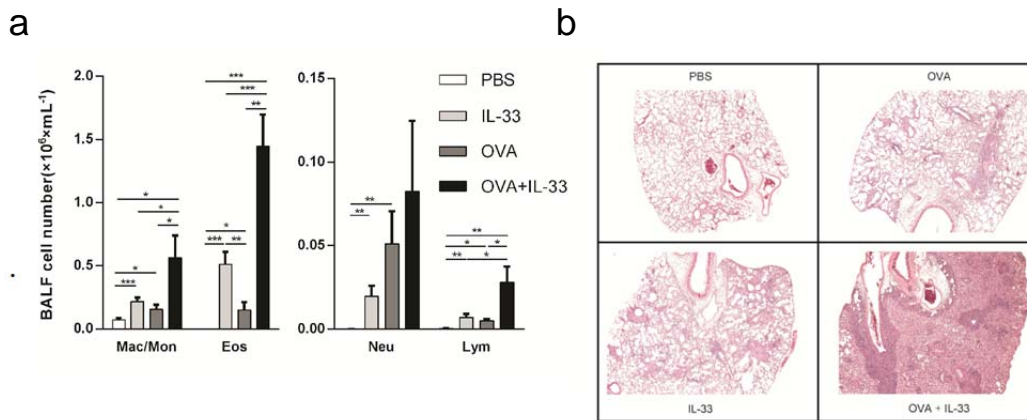 a
BALF cell number(×10⁶×mL⁻¹)
2.0
1.5
1.0
0.5
0.0
*
*
*
*
***
***
***
**
*
***
**
Mac/Mon
Eos
0.15
0.10
0.05
0.00
**
**
**
*
*
**
*
Neu
Lym
PBS
IL-33
OVA
OVA+IL-33
b
PBS
OVA
IL-33
OVA + IL-33